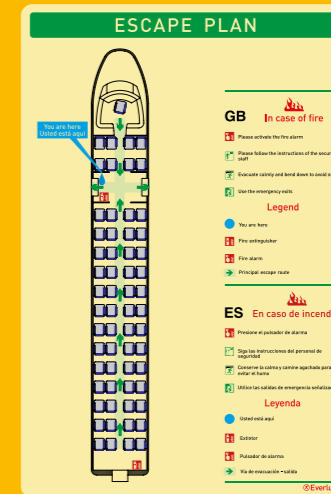 ESCAPE PLAN
You are here
Usted está aquí
GB In case of fire
Please activate the fire alarm
Please follow the instructions of the secur
staff
Evacuate calmly and bend down to avoid
Use the emergency exits
Legend
You are here
Fire extinguisher
Fire alarm
Principal escape route
ES En caso de incend
Presione el pulsador de alarma
Siga las instrucciones del personal de
seguridad
Conserve la calma y camine agachado para
evitar el humo
Utilice las salidas de emergencia señaliza
Leyenda
Usted está aquí
Extintor
Pulsador de alarma
Vía de evacuación - salida
®Everlu